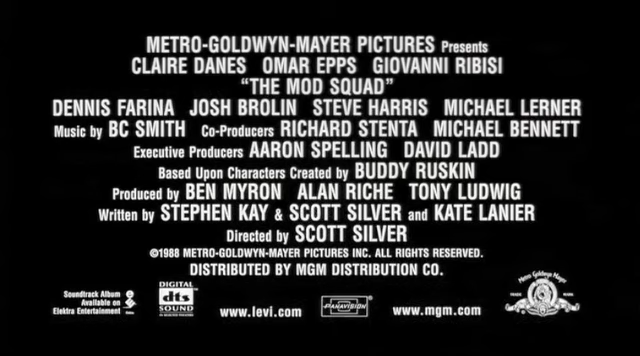 METRO-GOLDWYN-MAYER PICTURES Presents
CLAIRE DANES OMAR EPPS GIOVANNI RIBISI
“THE MOD SQUAD”
DENNIS FARINA JOSH BROLIN STEVE HARRIS MICHAEL LERNER
Music by BC SMITH Co-Producers RICHARD STENTA MICHAEL BENNETT
Executive Producers AARON SPELLING DAVID LADD
Based Upon Characters Created by BUDDY RUSKIN
Produced by BEN MYRON ALAN RICHE TONY LUDWIG
Written by STEPHEN KAY & SCOTT SILVER and KATE LANIER
Directed by SCOTT SILVER
©1988 METRO-GOLDWYN-MAYER PICTURES INC. ALL RIGHTS RESERVED.
DISTRIBUTED BY MGM DISTRIBUTION CO.
Soundtrack Album
Available on
Elektra Entertainment
DIGITAL
dts
SOUND
www.levi.com
PANAVISION®
www.mgm.com
Metro Goldwyn Mayer